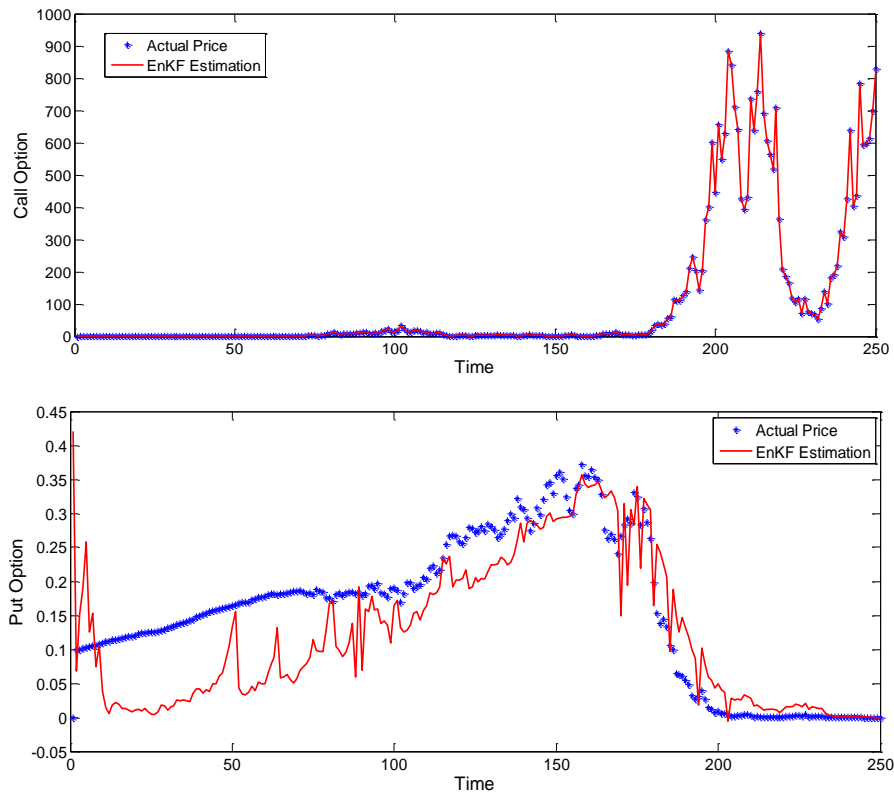 1000
900
800
700
600
500
400
300
200
100
0
Call Option
Actual Price
EnKF Estimation
0 50 100 150 200 250
Time
0.45
0.4
0.35
0.3
0.25
0.2
0.15
0.1
0.05
0
-0.05
Put Option
Actual Price
EnKF Estimation
0 50 100 150 200 250
Time